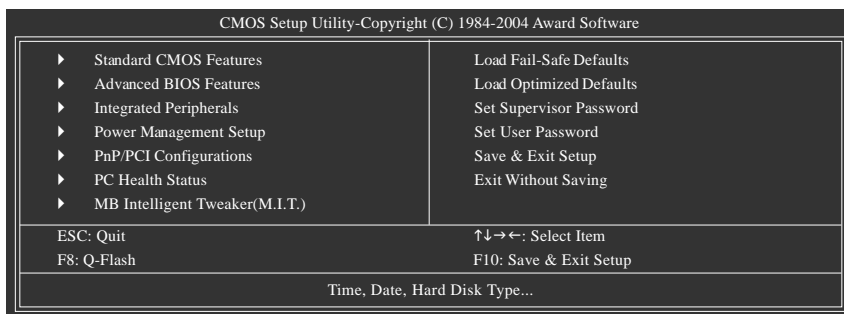 CMOS Setup Utility-Copyright (C) 1984-2004 Award Software
Standard CMOS Features
Advanced BIOS Features
Integrated Peripherals
Power Management Setup
PnP/PCI Configurations
PC Health Status
MB Intelligent Tweaker(M.I.T.)
Load Fail-Safe Defaults
Load Optimized Defaults
Set Supervisor Password
Set User Password
Save & Exit Setup
Exit Without Saving
ESC: Quit
↑↓→←: Select Item
F8: Q-Flash
F10: Save & Exit Setup
Time, Date, Hard Disk Type...